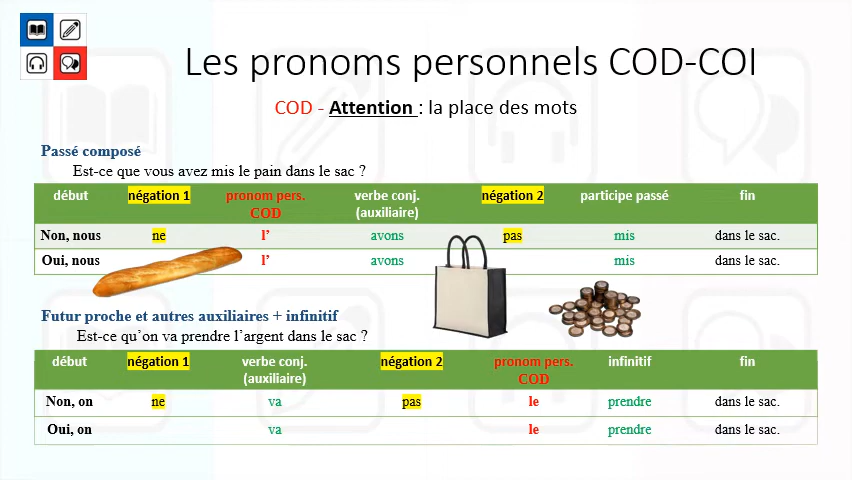 Les pronoms personnels COD-COI
COD - Attention : la place des mots
Passé composé
Est-ce que vous avez mis le pain dans le sac ?
début négation 1 pronom pers. COD verbe conj. (auxiliaire) négation 2 participe passé fin
Non, nous ne l’ avons pas mis dans le sac.
Oui, nous l’ avons mis dans le sac.
Futur proche et autres auxiliaires + infinitif
Est-ce qu’on va prendre l’argent dans le sac ?
début négation 1 verbe conj. (auxiliaire) négation 2 pronom pers. COD infinitif fin
Non, on ne va pas le prendre dans le sac.
Oui, on va le prendre dans le sac.